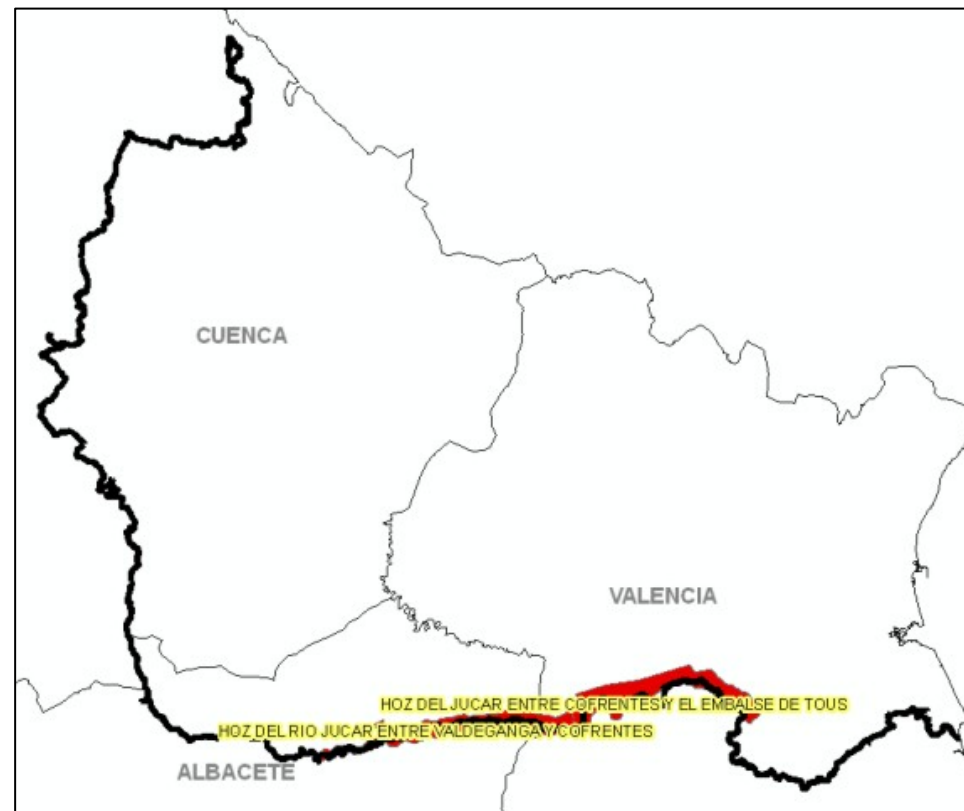 CUENCA
VALENCIA
HOZ DEL JUCAR ENTRE COFRENTES Y EL EMBALSE DE TOUS
HOZ DEL RIO JUCAR ENTRE VALDEGANGA Y COFRENTES
ALBACETE